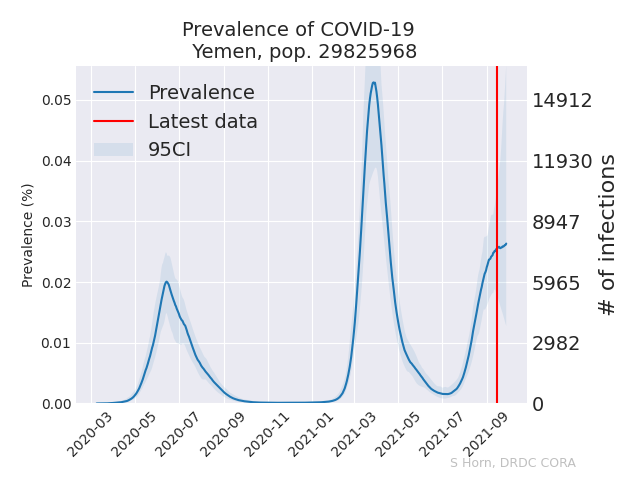 Prevalence of COVID-19
Yemen, pop. 29825968
Prevalence
Latest data
95CI
Prevalence (%)
0.05
0.04
0.03
0.02
0.01
0.00
14912
11930
8947
5965
2982
0
# of infections
2020-03
2020-05
2020-07
2020-09
2020-11
2021-01
2021-03
2021-05
2021-07
2021-09
S Horn, DRDC CORA